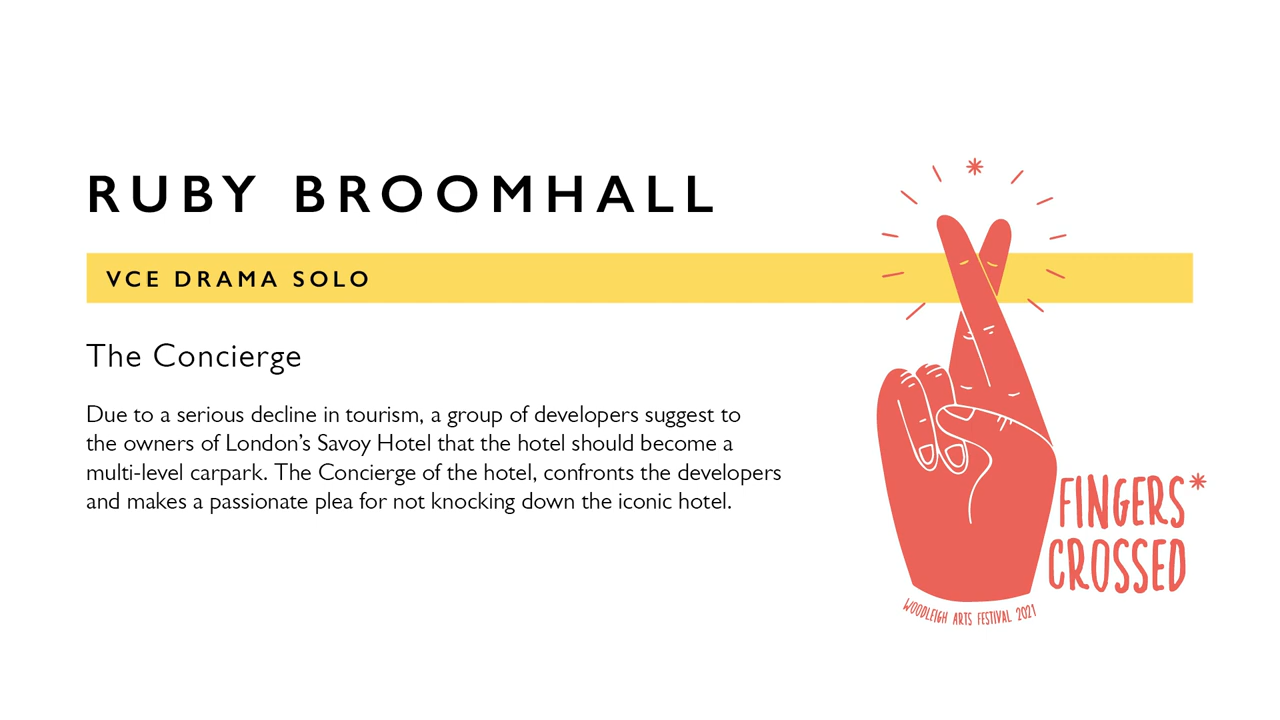 RUBY BROOMHALL
VCE DRAMA SOLO
The Concierge
Due to a serious decline in tourism, a group of developers suggest to
the owners of London's Savoy Hotel that the hotel should become a
multi-level carpark. The Concierge of the hotel, confronts the developers
and makes a passionate plea for not knocking down the iconic hotel.
FINGERS*
CROSSED
WOODLEIGH ARTS FESTIVAL 2021